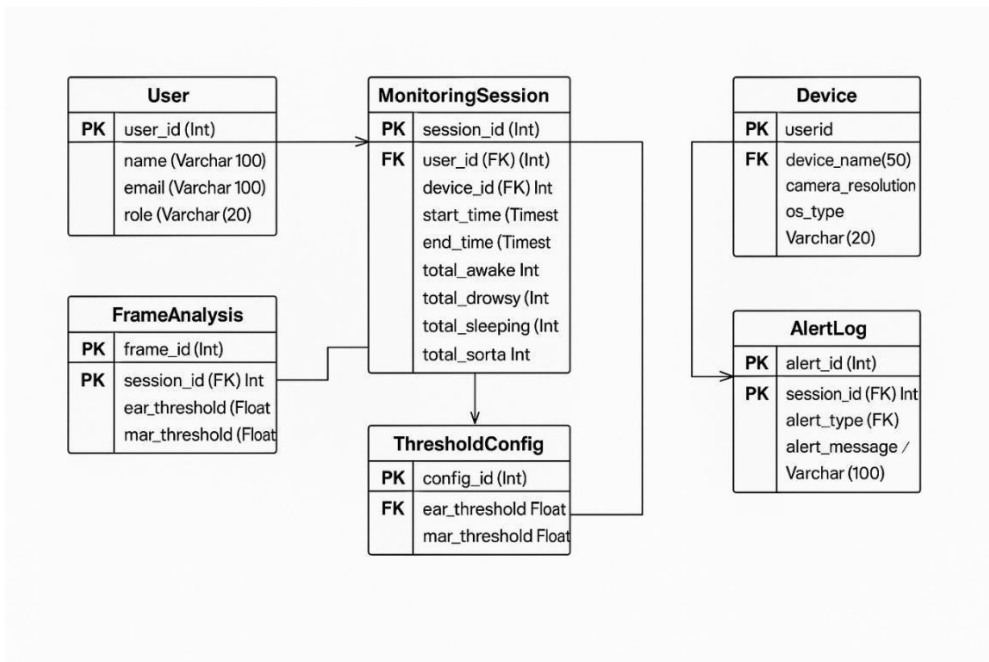 User
PK user_id (Int)
name (Varchar 100)
email (Varchar 100)
role (Varchar (20)
MonitoringSession
PK session_id (Int)
FK user_id (FK) (Int)
device_id (FK) Int
start_time (Timest
end_time (Timest
total_awake Int
total_drowsy (Int
total_sleeping (Int
total_sorta Int
Device
PK userid
FK device_name(50)
camera_resolution
os_type
Varchar (20)
FrameAnalysis
PK frame_id (Int)
PK session_id (FK) Int
ear_threshold (Float
mar_threshold (Float
ThresholdConfig
PK config_id (Int)
FK ear_threshold Float
mar_threshold Float
AlertLog
PK alert_id (Int)
PK session_id (FK) Int
alert_type (FK)
alert_message /
Varchar (100)